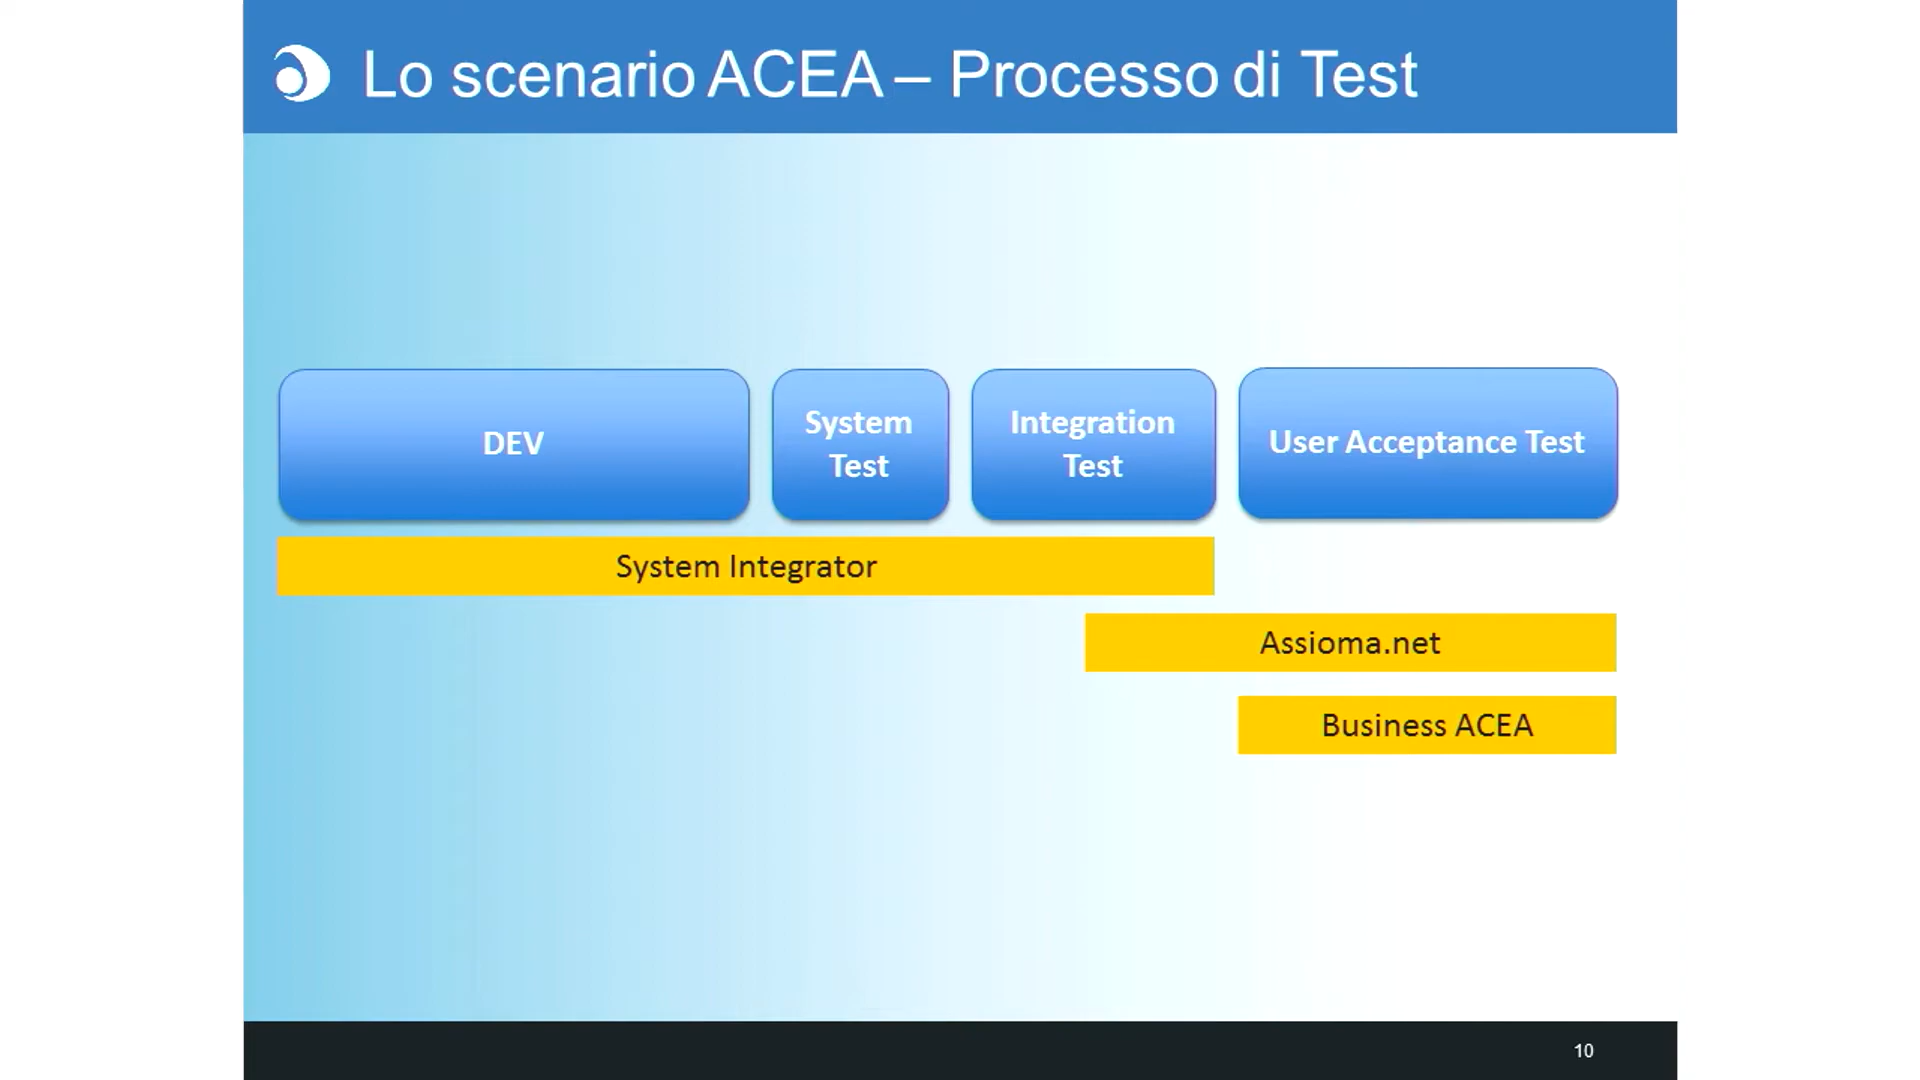 Lo scenario ACEA – Processo di Test
DEV
System
Test
Integration
Test
User Acceptance Test
System Integrator
Assioma.net
Business ACEA
10